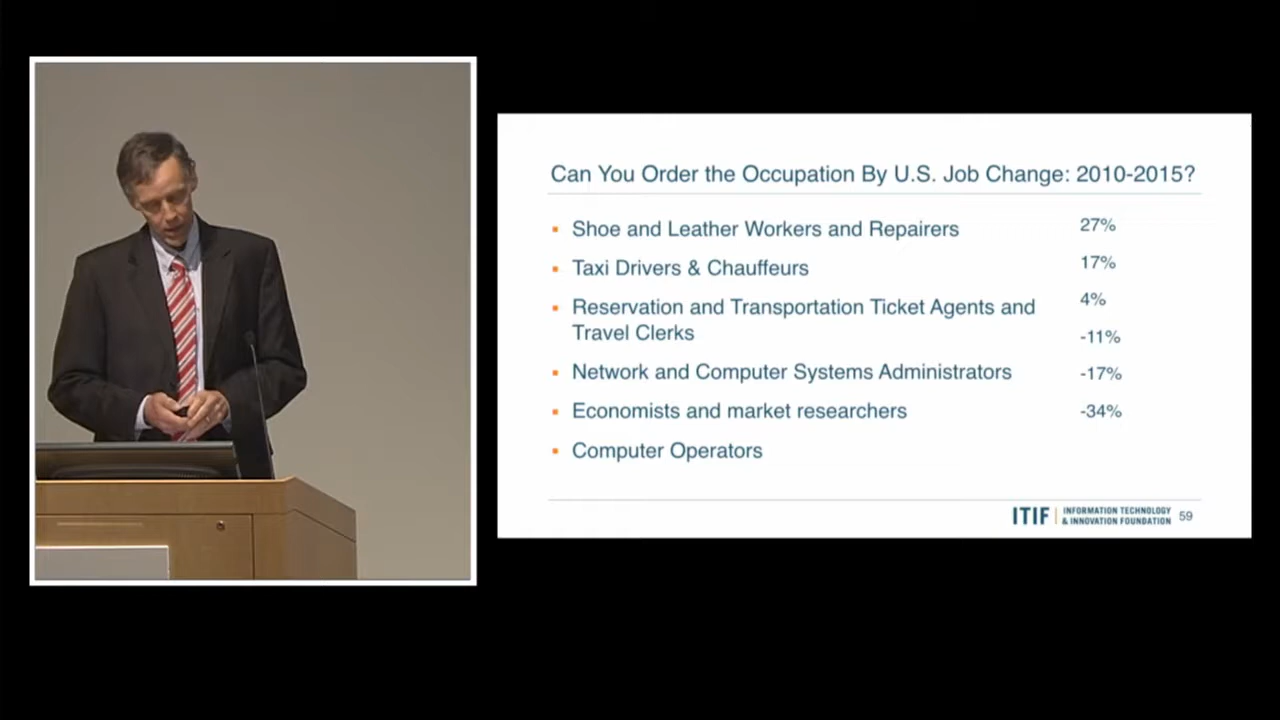 Can You Order the Occupation By U.S. Job Change: 2010-2015?
▪ Shoe and Leather Workers and Repairers
▪ Taxi Drivers & Chauffeurs
▪ Reservation and Transportation Ticket Agents and
Travel Clerks
▪ Network and Computer Systems Administrators
▪ Economists and market researchers
▪ Computer Operators
27%
17%
4%
-11%
-17%
-34%
ITIF | INFORMATION TECHNOLOGY
& INNOVATION FOUNDATION
59